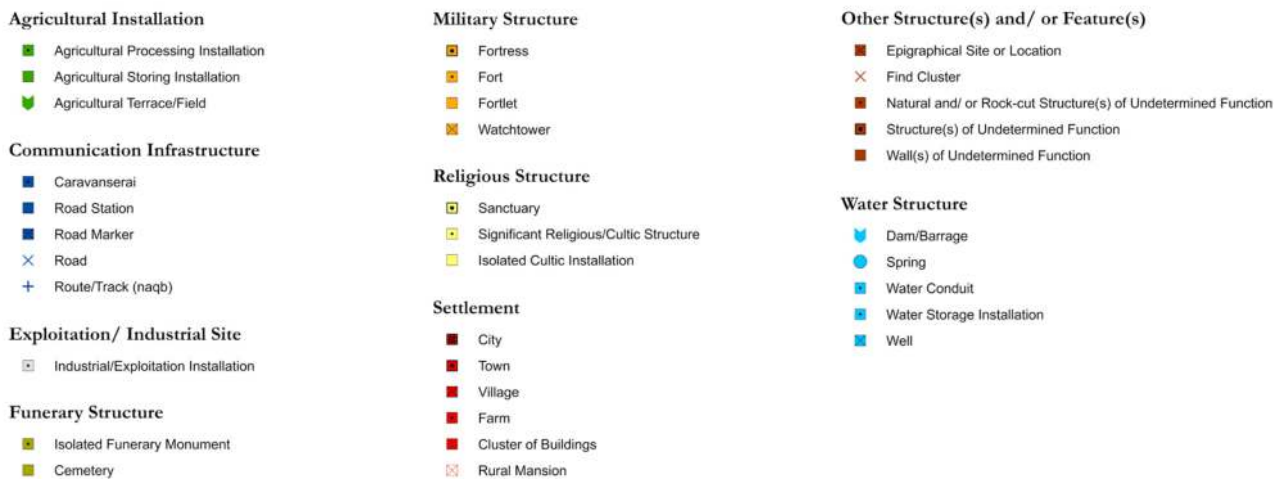 Agricultural Installation
Agricultural Processing Installation
Agricultural Storing Installation
Agricultural Terrace/Field
Communication Infrastructure
Caravanserai
Road Station
Road Marker
Road
Route/Track (naqb)
Exploitation/ Industrial Site
Industrial/Exploitation Installation
Funerary Structure
Isolated Funerary Monument
Cemetery
Military Structure
Fortress
Fort
Fortlet
Watchtower
Religious Structure
Sanctuary
Significant Religious/Cultic Structure
Isolated Cultic Installation
Settlement
City
Town
Village
Farm
Cluster of Buildings
Rural Mansion
Other Structure(s) and/ or Feature(s)
Epigraphical Site or Location
Find Cluster
Natural and/ or Rock-cut Structure(s) of Undetermined Function
Structure(s) of Undetermined Function
Wall(s) of Undetermined Function
Water Structure
Dam/Barrage
Spring
Water Conduit
Water Storage Installation
Well